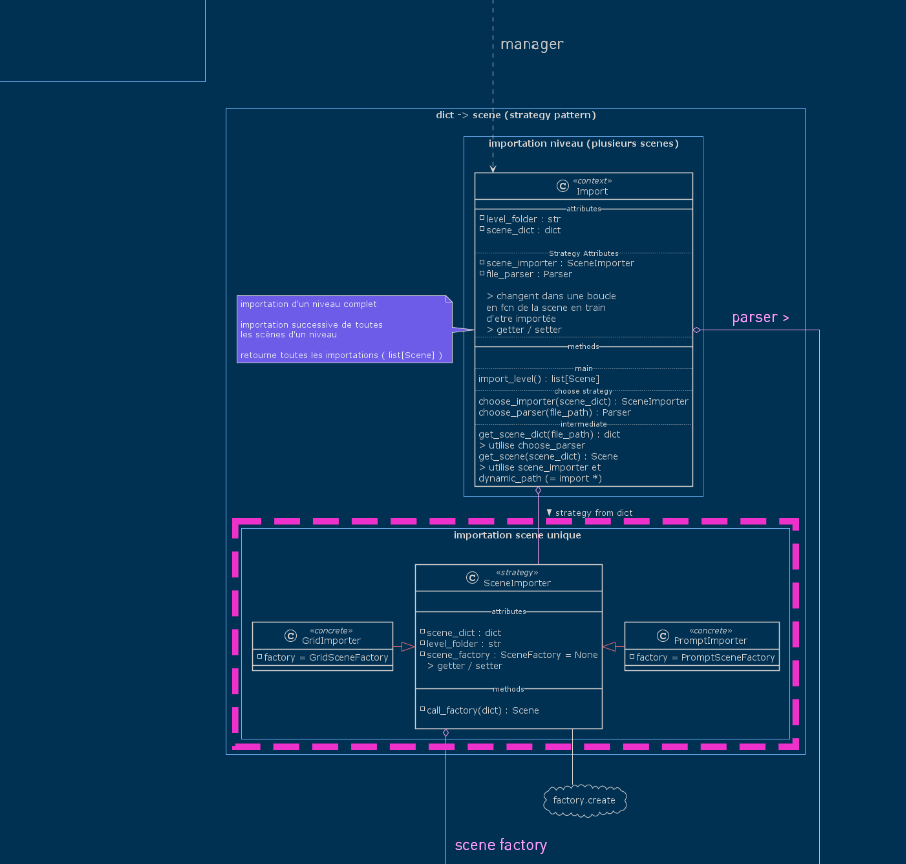 manager
dict -> scene (strategy pattern)
importation niveau (plusieurs scenes)
C
«context»
Import
attributes
level_folder : str
scene_dict : dict
Strategy Attributes
scene_importer : SceneImporter
file_parser : Parser
> changent dans une boucle
en fcn de la scene en train
d'etre importée
> getter / setter
methods
main
import_level() : list[Scene]
choose strategy
choose_importer(scene_dict) : SceneImporter
choose_parser(file_path) : Parser
intermediate
get_scene_dict(file_path) : dict
> utilise choose_parser
get_scene(scene_dict) : Scene
> utilise scene_importer et
dynamic_path (= import *)
importation d'un niveau complet
importation successive de toutes
les scènes d'un niveau
retourne toutes les importations ( list[Scene] )
parser >
strategy from dict
importation scene unique
C
«strategy»
SceneImporter
attributes
scene_dict : dict
level_folder : str
scene_factory : SceneFactory = None
> getter / setter
methods
call_factory(dict) : Scene
C
«concrete»
GridImporter
factory = GridSceneFactory
C
«concrete»
PromptImporter
factory = PromptSceneFactory
factory.create
scene factory